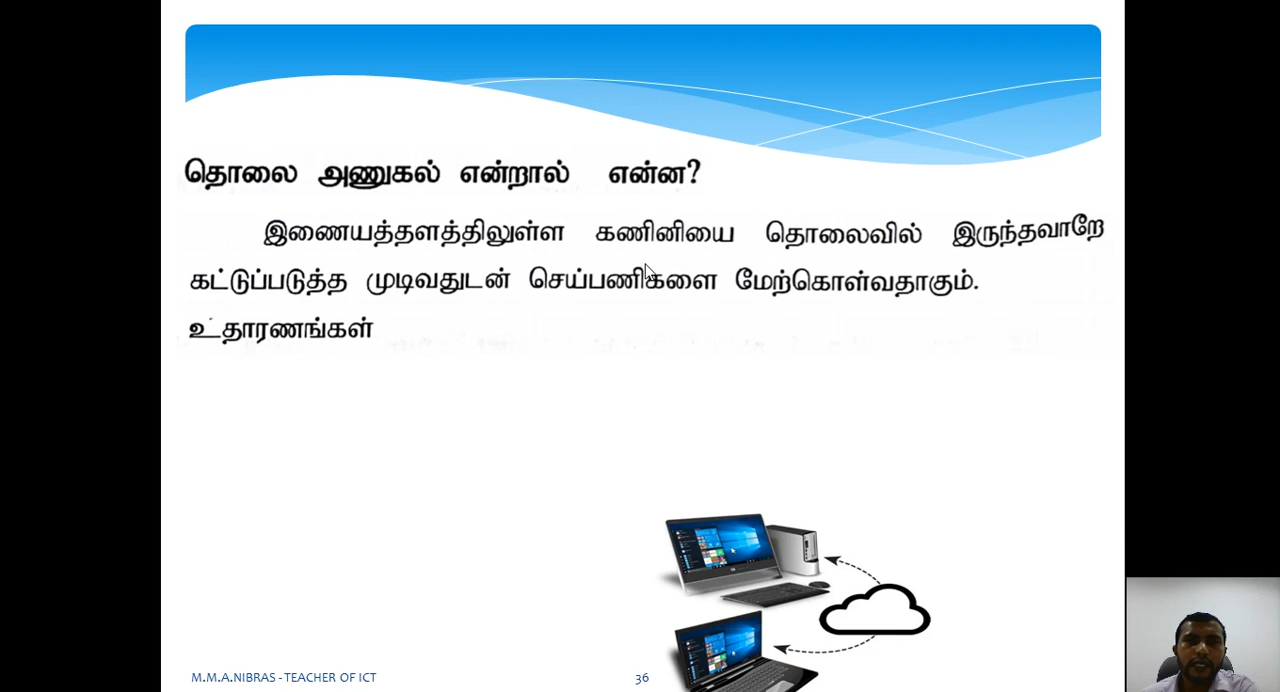 தொலை அணுகல் என்றால் என்ன?
இணையத்தளத்திலுள்ள கணினியை தொலைவில் இருந்தவாறே
கட்டுப்படுத்த முடிவதுடன் செய்பணிகளை மேற்கொள்வதாகும்.
உதாரணங்கள்
M.M.A.NIBRAS - TEACHER OF ICT
36